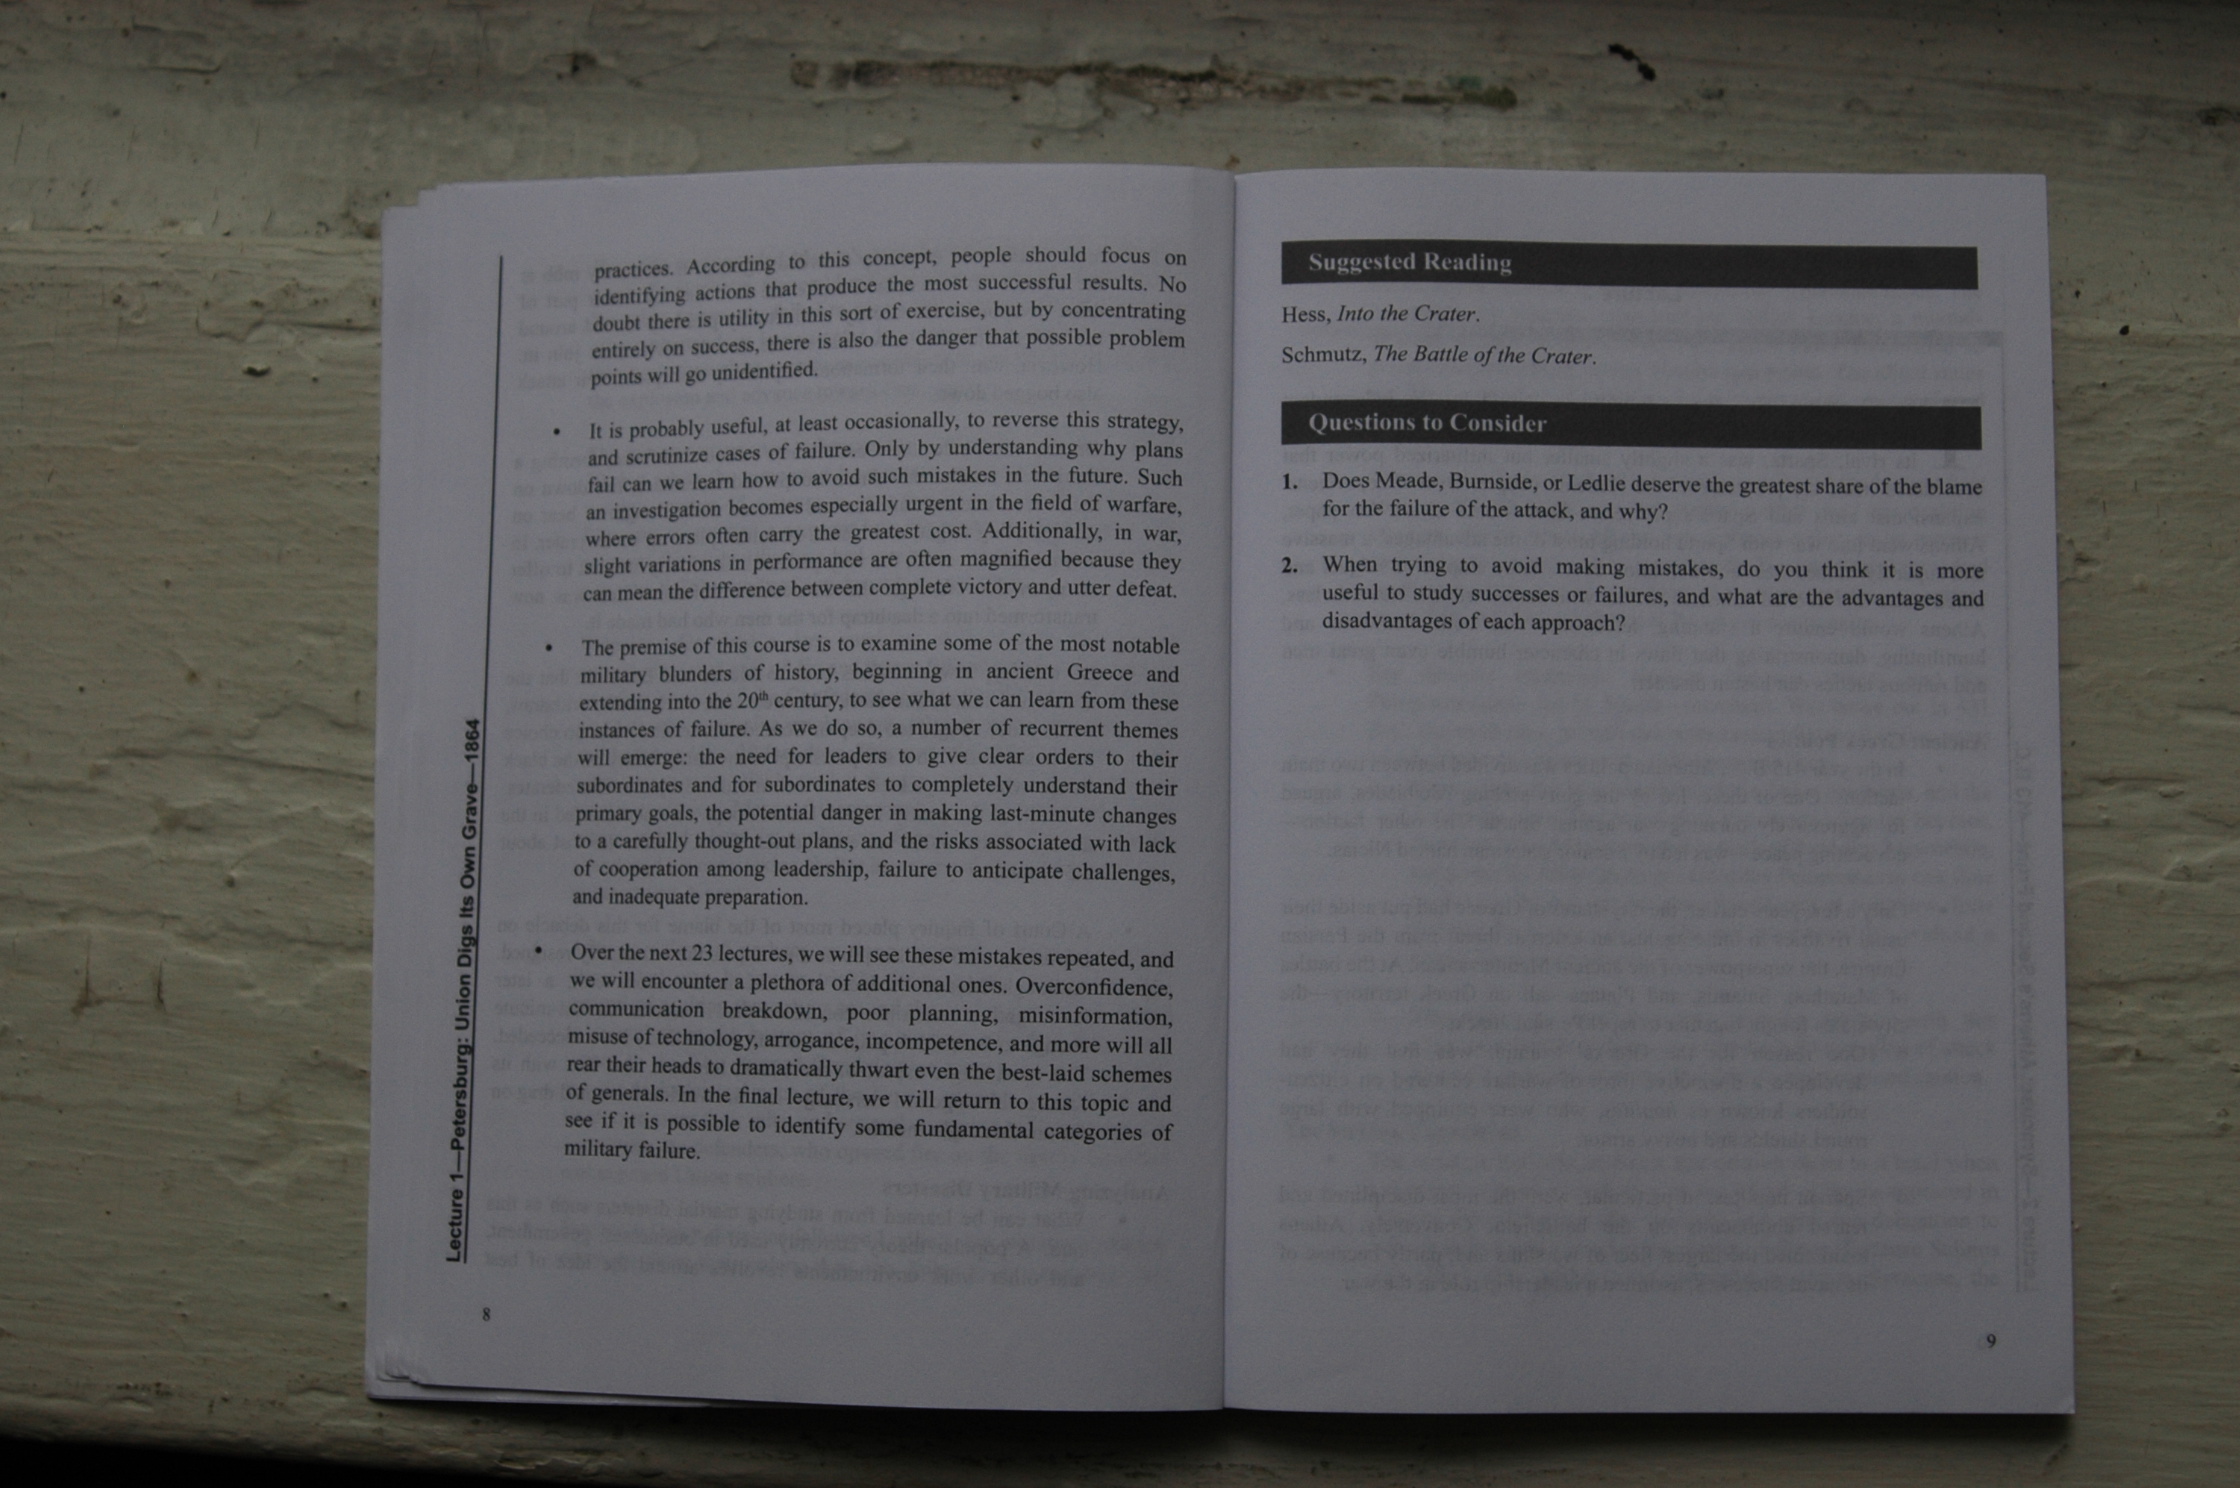 practices. According to this concept, people should focus on
identifying actions that produce the most successful results. No
doubt there is utility in this sort of exercise, but by concentrating
entirely on success, there is also the danger that possible problem
points will go unidentified.
• It is probably useful, at least occasionally, to reverse this strategy,
and scrutinize cases of failure. Only by understanding why plans
fail can we learn how to avoid such mistakes in the future. Such
an investigation becomes especially urgent in the field of warfare,
where errors often carry the greatest cost. Additionally, in war,
slight variations in performance are often magnified because they
can mean the difference between complete victory and utter defeat.
• The premise of this course is to examine some of the most notable
military blunders of history, beginning in ancient Greece and
extending into the 20th century, to see what we can learn from these
instances of failure. As we do so, a number of recurrent themes
will emerge: the need for leaders to give clear orders to their
subordinates and for subordinates to completely understand their
primary goals, the potential danger in making last-minute changes
to a carefully thought-out plans, and the risks associated with lack
of cooperation among leadership, failure to anticipate challenges,
and inadequate preparation.
• Over the next 23 lectures, we will see these mistakes repeated, and
we will encounter a plethora of additional ones. Overconfidence,
communication breakdown, poor planning, misinformation,
misuse of technology, arrogance, incompetence, and more will all
rear their heads to dramatically thwart even the best-laid schemes
of generals. In the final lecture, we will return to this topic and
see if it is possible to identify some fundamental categories of
military failure.
Lecture 1—Petersburg: Union Digs Its Own Grave—1864
8
Suggested Reading
Hess, Into the Crater.
Schmutz, The Battle of the Crater.
Questions to Consider
1. Does Meade, Burnside, or Ledlie deserve the greatest share of the blame
for the failure of the attack, and why?
2. When trying to avoid making mistakes, do you think it is more
useful to study successes or failures, and what are the advantages and
disadvantages of each approach?
9